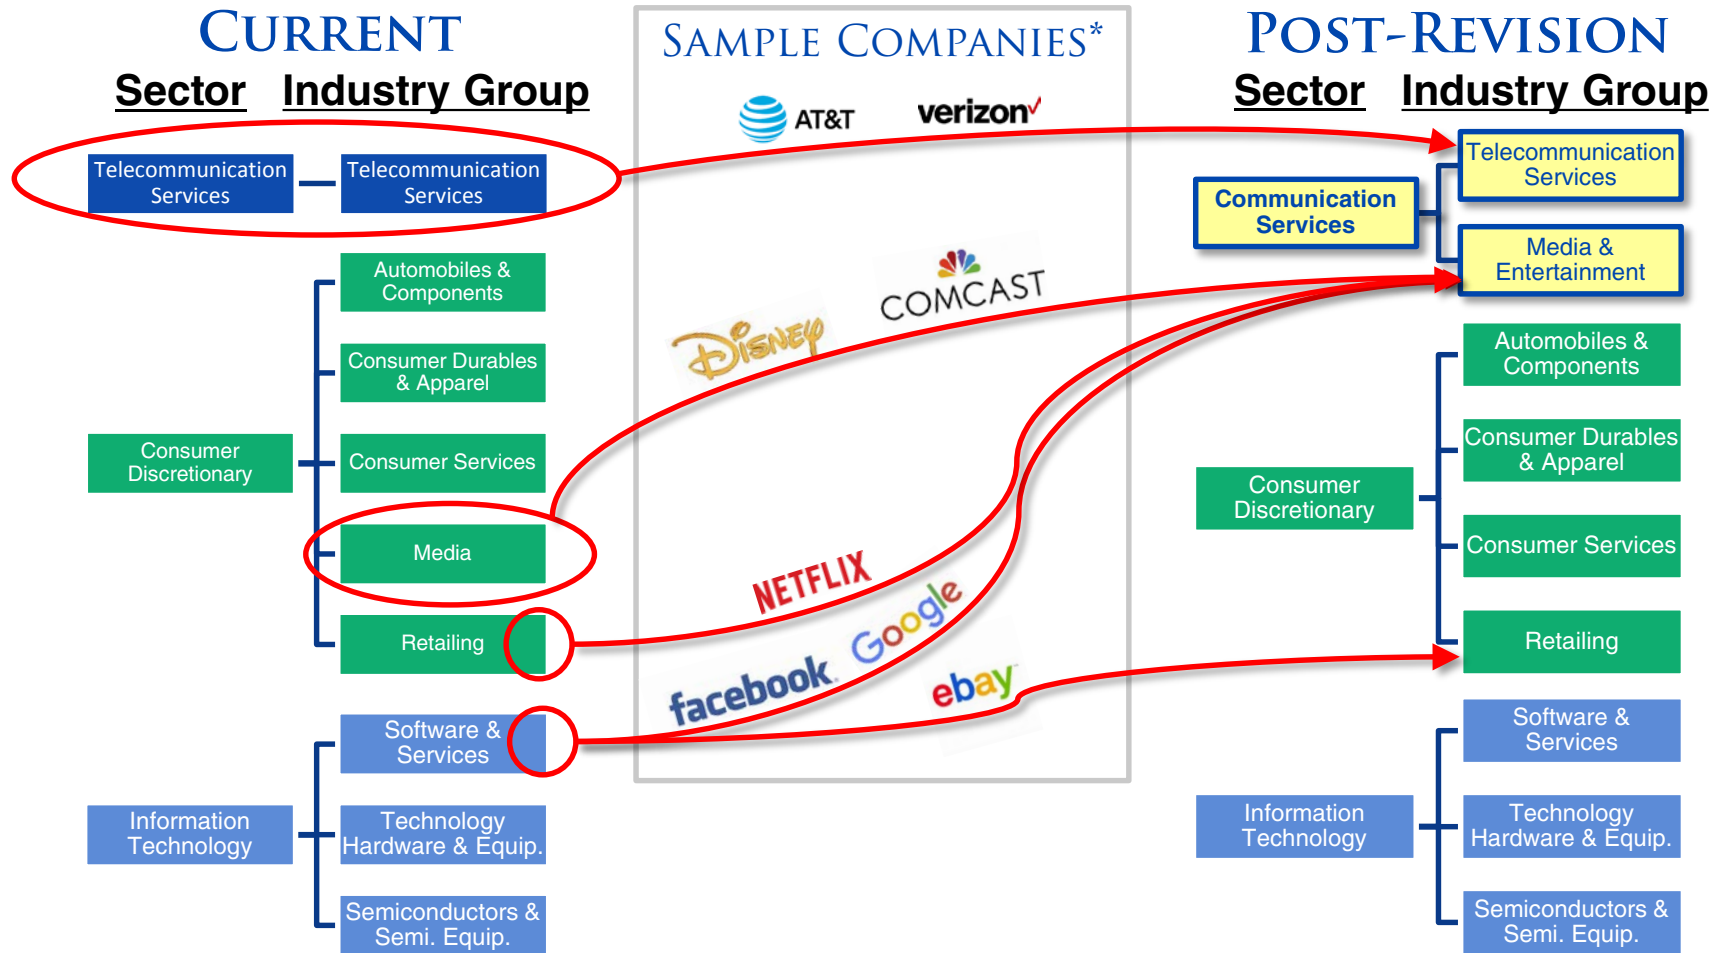 CURRENT
Sector Industry Group
Telecommunication
Services
Telecommunication
Services
Automobiles &
Components
Consumer Durables
& Apparel
Consumer
Discretionary
Consumer Services
Media
Retailing
Software &
Services
Information
Technology
Technology
Hardware & Equip.
Semiconductors &
Semi. Equip.
SAMPLE COMPANIES*
AT&T
verizon
COMCAST
DISNEY
NETFLIX
Google
facebook
ebay
POST-REVISION
Sector Industry Group
Telecommunication
Services
Communication
Services
Media &
Entertainment
Automobiles &
Components
Consumer Durables
& Apparel
Consumer
Discretionary
Consumer Services
Retailing
Software &
Services
Information
Technology
Technology
Hardware & Equip.
Semiconductors &
Semi. Equip.